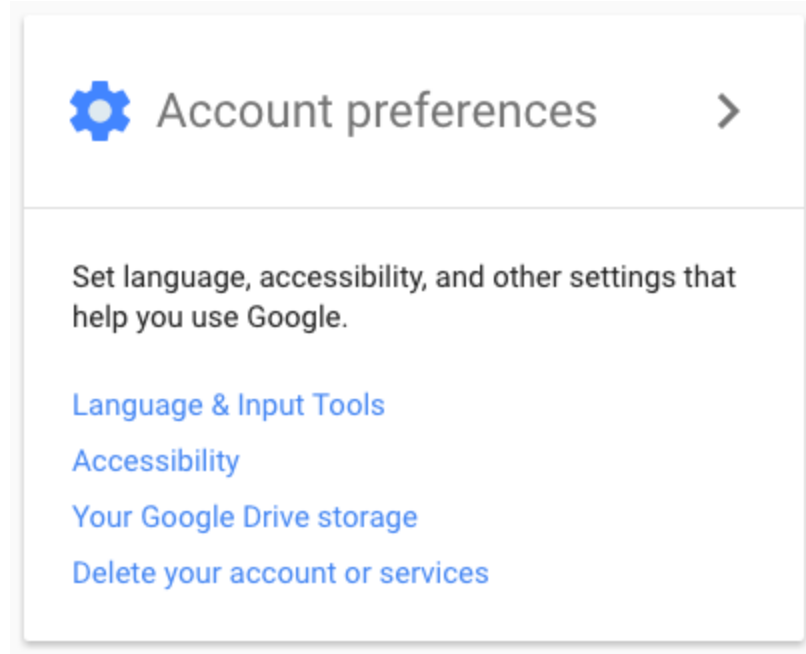 Account preferences
Set language, accessibility, and other settings that
help you use Google.
Language & Input Tools
Accessibility
Your Google Drive storage
Delete your account or services